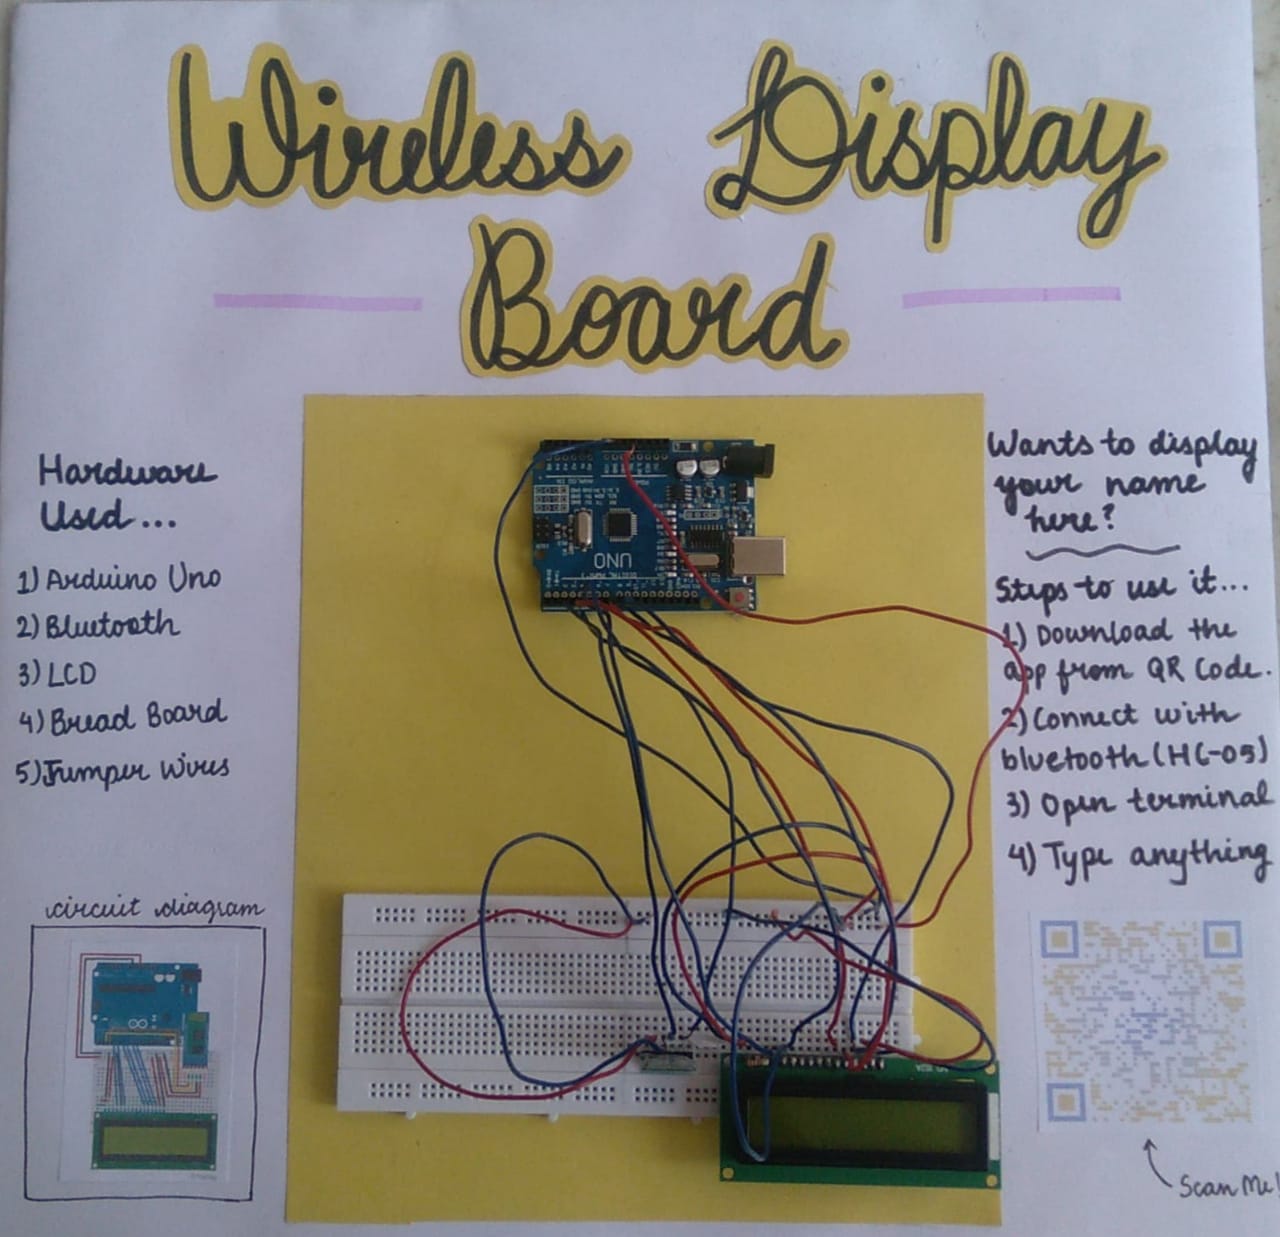 Wireless Display
Board
Hardware
Used...
1) Arduino Uno
2) Bluetooth
3) LCD
4) Bread Board
5) Jumper Wires
circuit diagram
UNO
Wants to display
your name
here?
Steps to use it...
1) Download the
app from QR Code.
2) Connect with
bluetooth (HC-05)
3) Open terminal
4) Type anything
Scan Me!